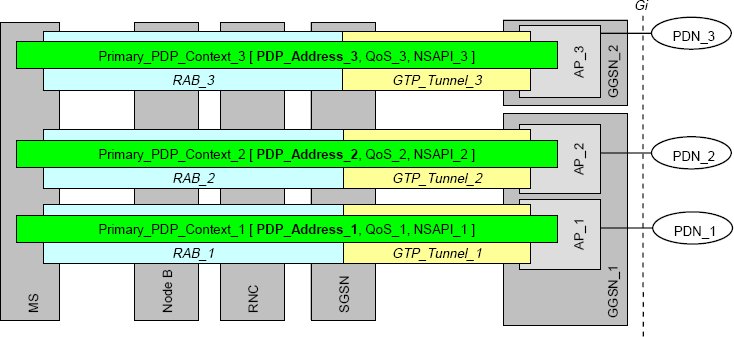 Gi
Primary_PDP_Context_3 [ PDP_Address_3, QoS_3, NSAPI_3 ]
RAB_3
GTP_Tunnel_3
AP_3
GGSN_2
PDN_3
Primary_PDP_Context_2 [ PDP_Address_2, QoS_2, NSAPI_2 ]
RAB_2
GTP_Tunnel_2
AP_2
PDN_2
Primary_PDP_Context_1 [ PDP_Address_1, QoS_1, NSAPI_1 ]
RAB_1
GTP_Tunnel_1
AP_1
GGSN_1
PDN_1
MS
Node B
RNC
SGSN